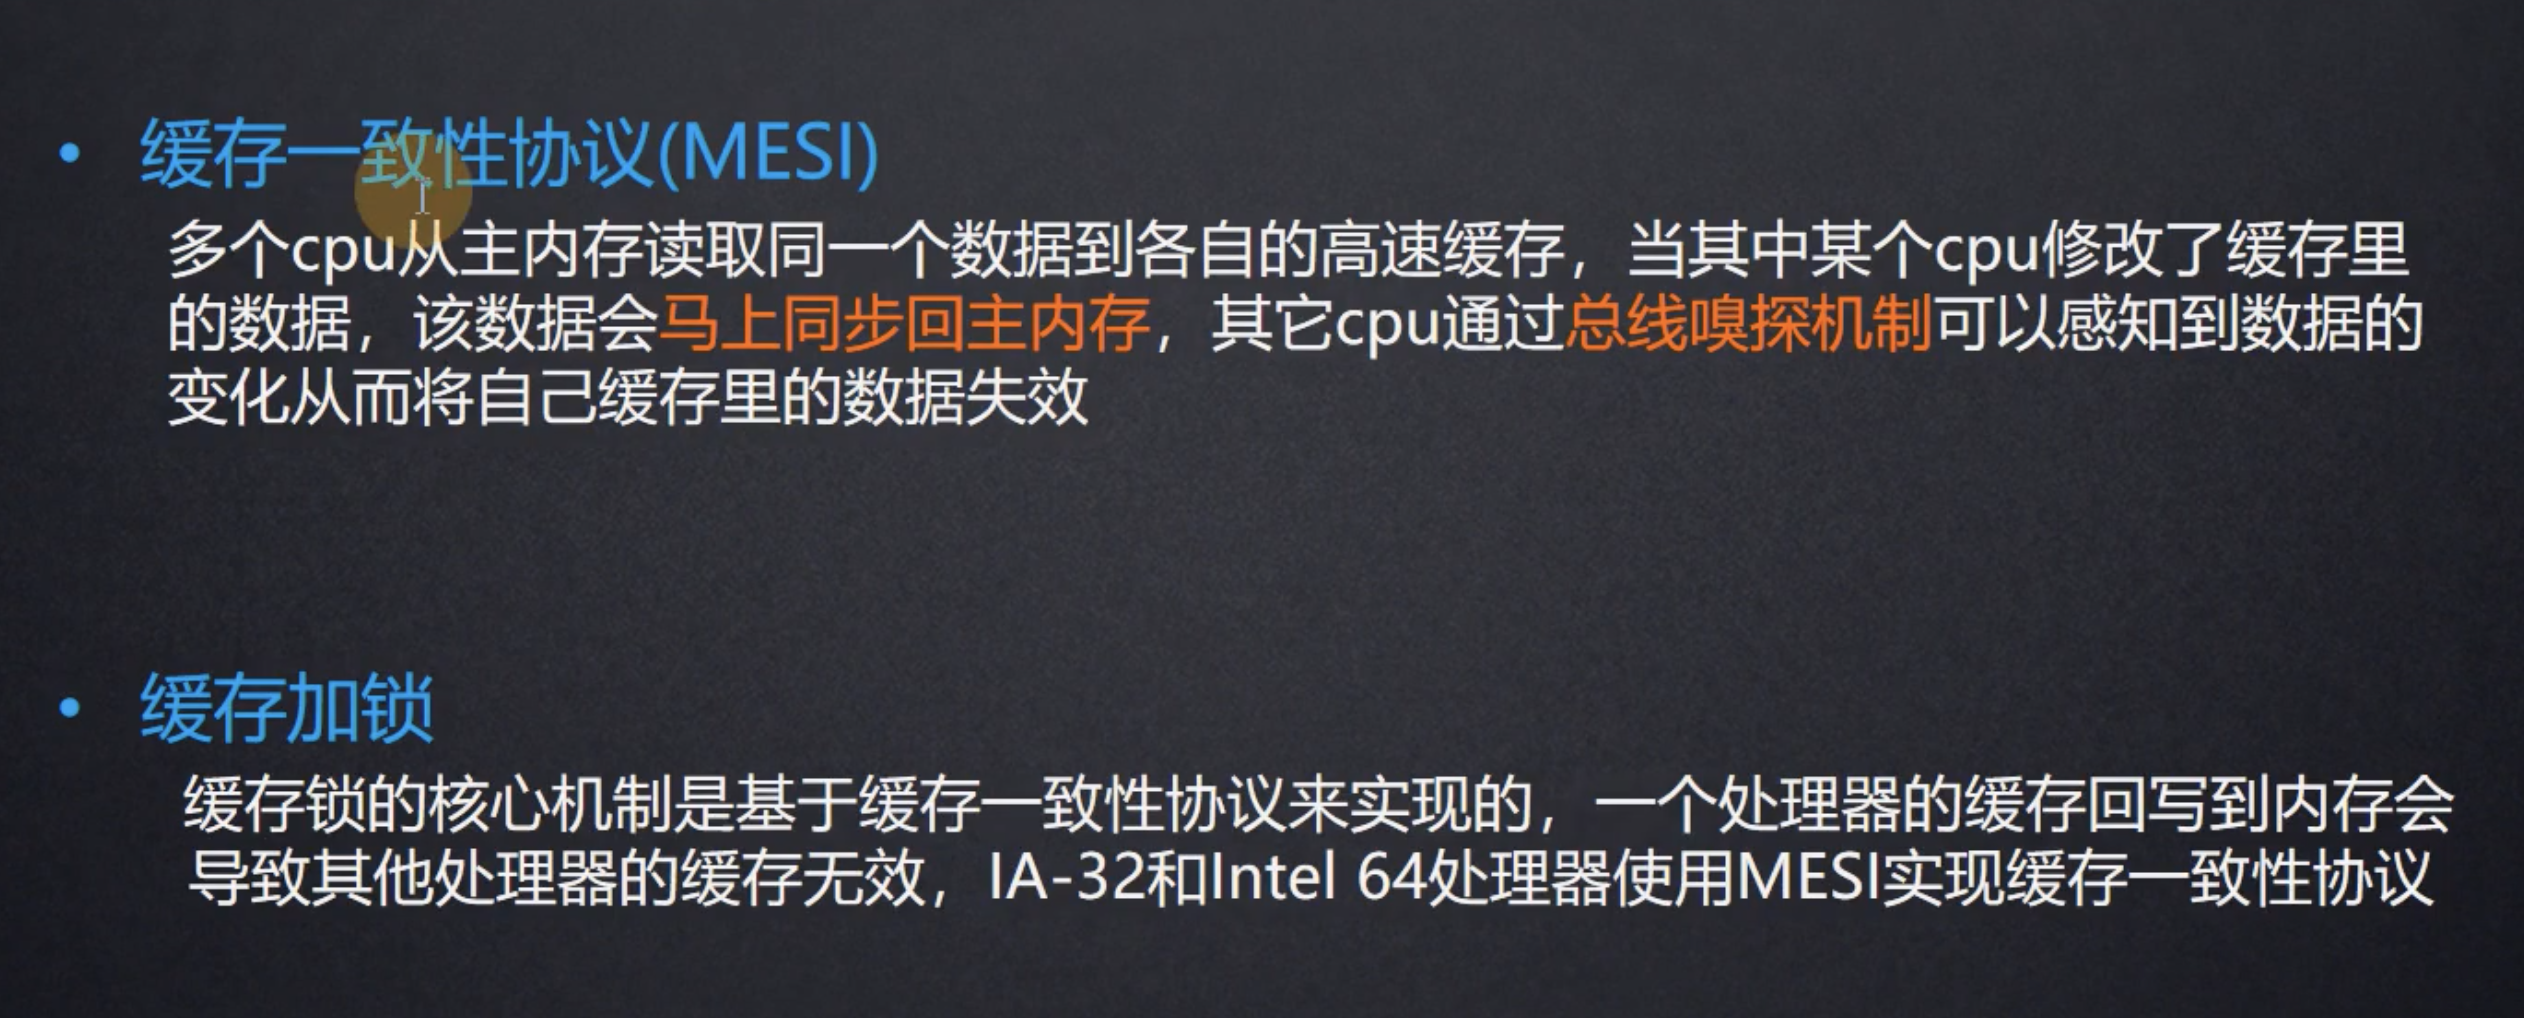 • 缓存一致性协议(MESI)
多个cpu从主内存读取同一个数据到各自的高速缓存，当其中某个cpu修改了缓存里
的数据，该数据会马上同步回主内存，其它cpu通过总线嗅探机制可以感知到数据的
变化从而将自己缓存里的数据失效
• 缓存加锁
缓存锁的核心机制是基于缓存一致性协议来实现的，一个处理器的缓存回写到内存会
导致其他处理器的缓存无效，IA-32和Intel 64处理器使用MESI实现缓存一致性协议